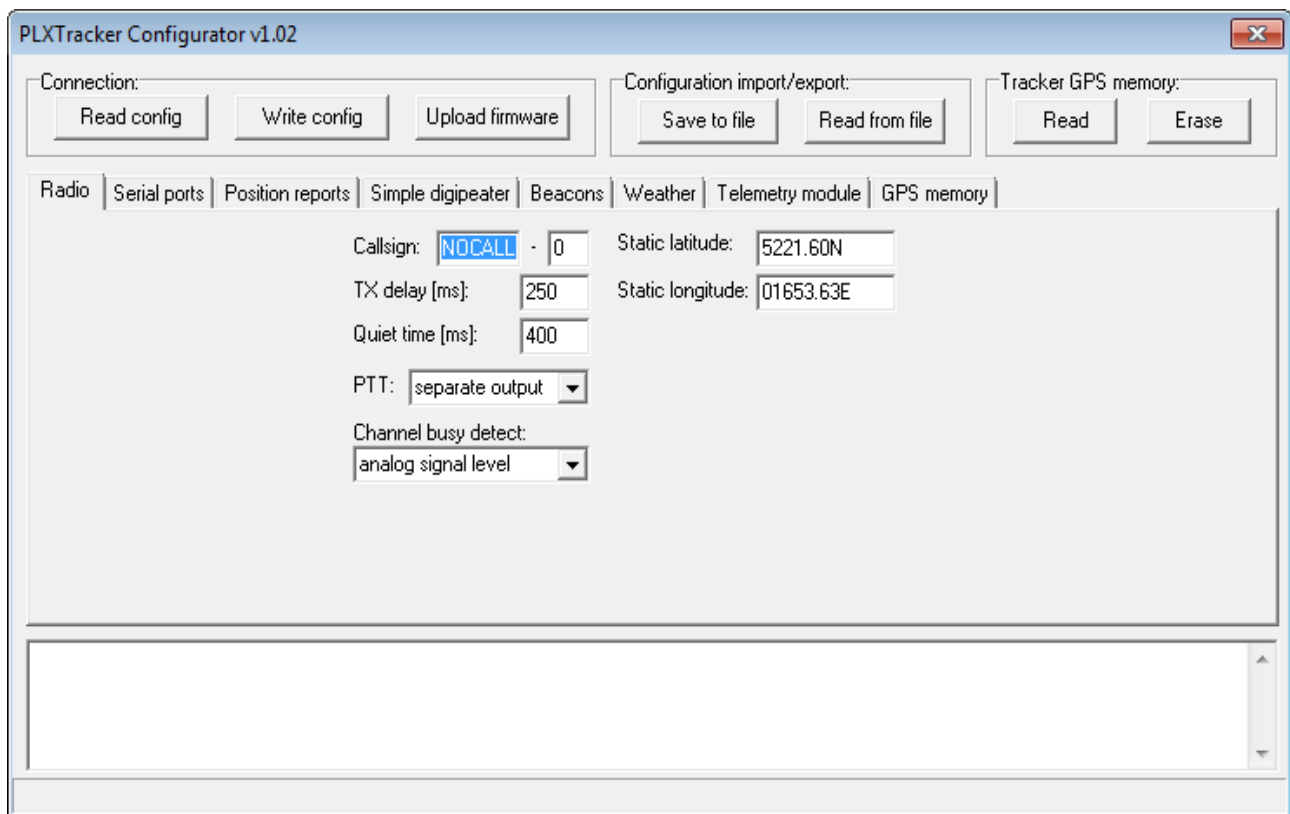 PLXTracker Configurator v1.02
Connection:
Read config Write config Upload firmware
Configuration import/export:
Save to file Read from file
Tracker GPS memory:
Read Erase
Radio Serial ports Position reports Simple digipeater Beacons Weather Telemetry module GPS memory
Callsign: NOCALL - 0
TX delay [ms]: 250
Quiet time [ms]: 400
PTT: separate output
Channel busy detect:
analog signal level
Static latitude: 5221.60N
Static longitude: 01653.63E